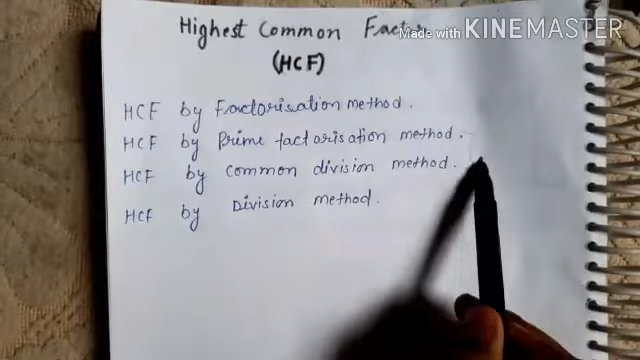 Highest Common Factor
Made with KINEMASTER
(HCF)
HCF by Factorisation method.
HCF by Prime factorisation method.
HCF by Common division method.
HCF by Division method.